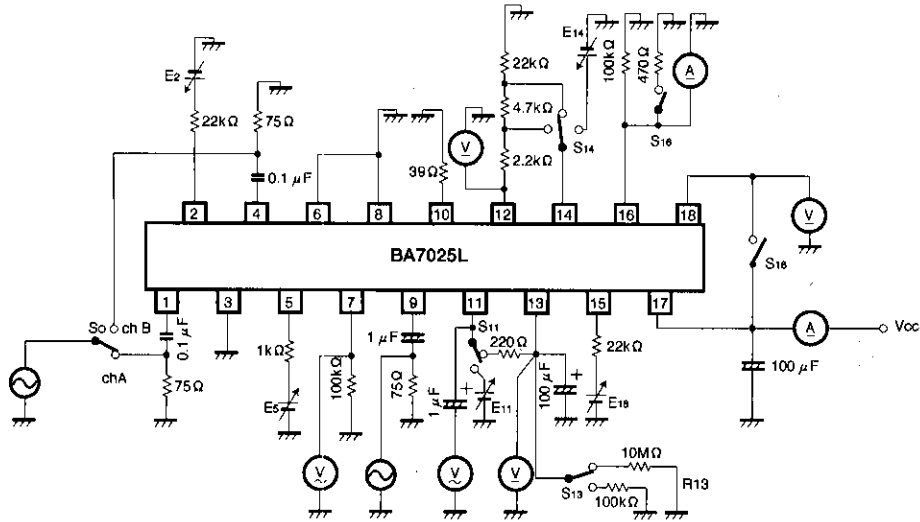 E14
E2
22kΩ
100kΩ
470Ω
A
22kΩ
75Ω
4.7kΩ
V
S14
S16
39Ω
2.2kΩ
0.1 μF
V
2
4
6
8
10
12
14
16
18
BA7025L
S18
1
3
5
7
9
11
13
15
17
So
ch B
0.1 μF
1 μF
S11
220Ω
A
Vcc
1kΩ
22kΩ
chA
100 μF
75Ω
100kΩ
75Ω
+
+
E5
1 μF
E11
100 μF
E18
10MΩ
V
V
V
R13
S13
100kΩ